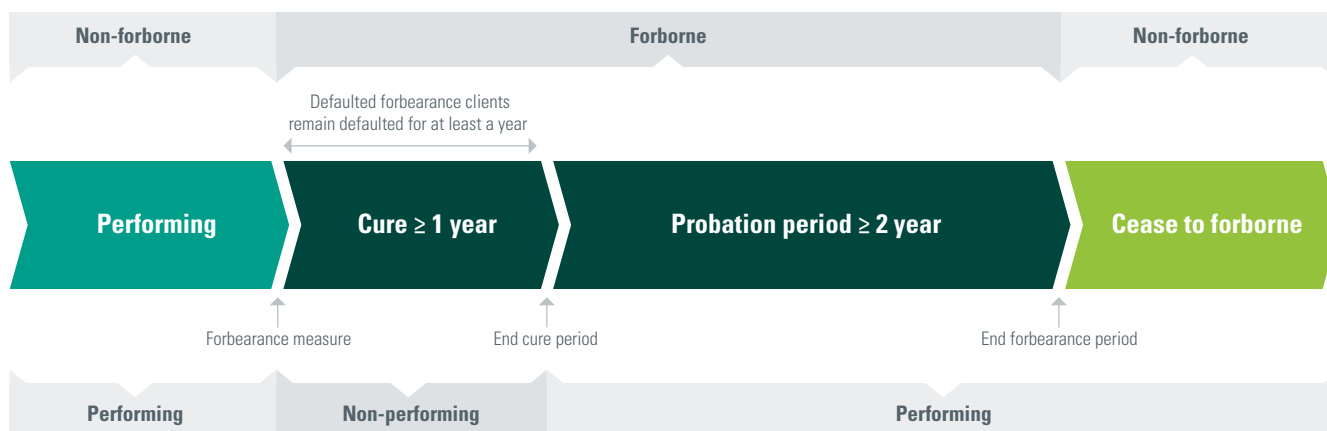 Non-forborne
Forborne
Non-forborne
Defaulted forbearance clients
remain defaulted for at least a year
Performing
Cure ≥ 1 year
Probation period ≥ 2 year
Cease to forborne
Forbearance measure
End cure period
End forbearance period
Performing
Non-performing
Performing